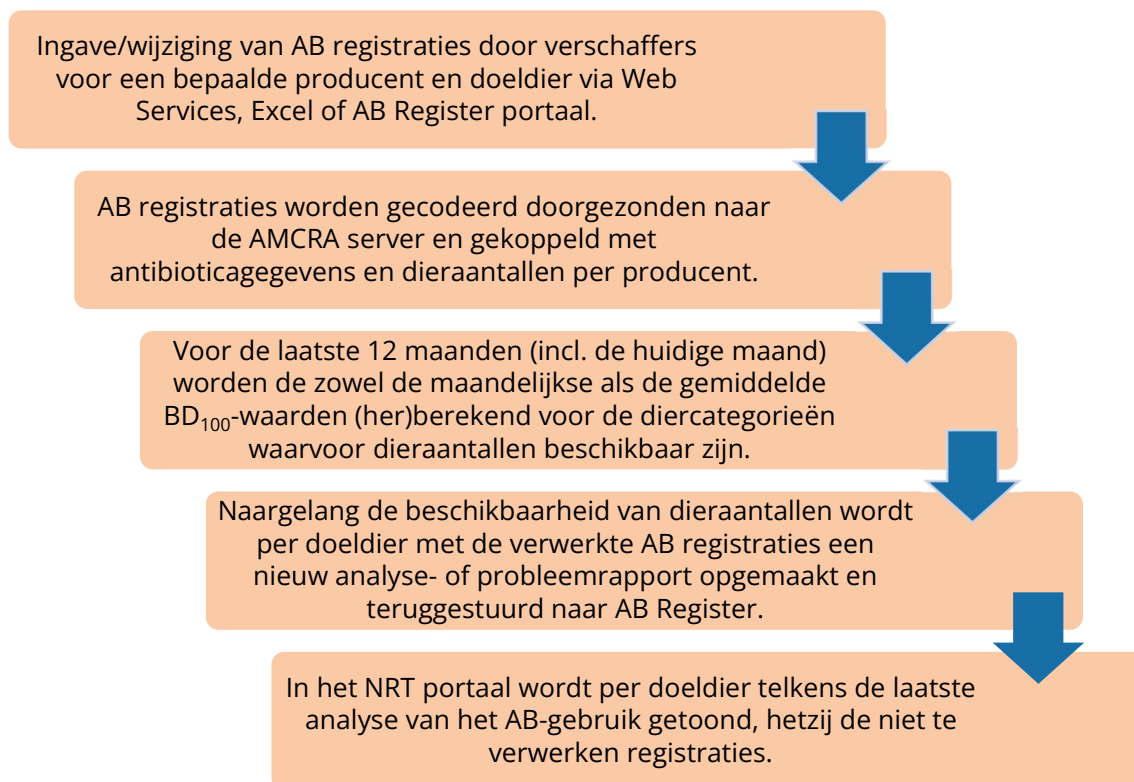 Ingave/wijziging van AB registraties door verschaffers
voor een bepaalde producent en doeldier via Web
Services, Excel of AB Register portaal.
AB registraties worden gecodeerd doorgezonden naar
de AMCRA server en gekoppeld met
antibioticagegevens en dieraantallen per producent.
Voor de laatste 12 maanden (incl. de huidige maand)
worden de zowel de maandelijkse als de gemiddelde
BD₁₀₀-waarden (her)berekend voor de diercategorieën
waarvoor dieraantallen beschikbaar zijn.
Naargelang de beschikbaarheid van dieraantallen wordt
per doeldier met de verwerkte AB registraties een
nieuw analyse- of probleemrapport opgemaakt en
teruggestuurd naar AB Register.
In het NRT portaal wordt per doeldier telkens de laatste
analyse van het AB-gebruik getoond, hetzij de niet te
verwerken registraties.